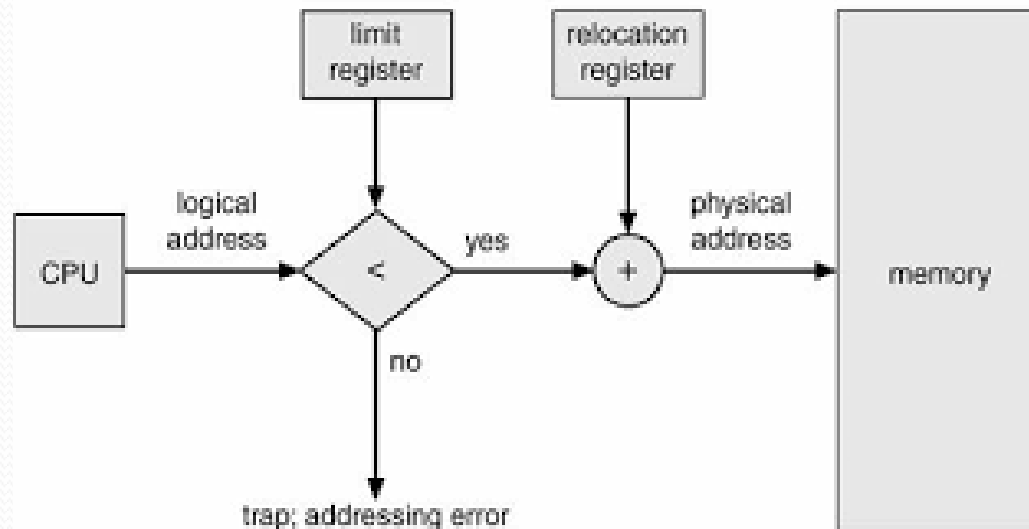 limit
register
relocation
register
logical
address
physical
address
CPU
<
yes
+
memory
no
trap; addressing error